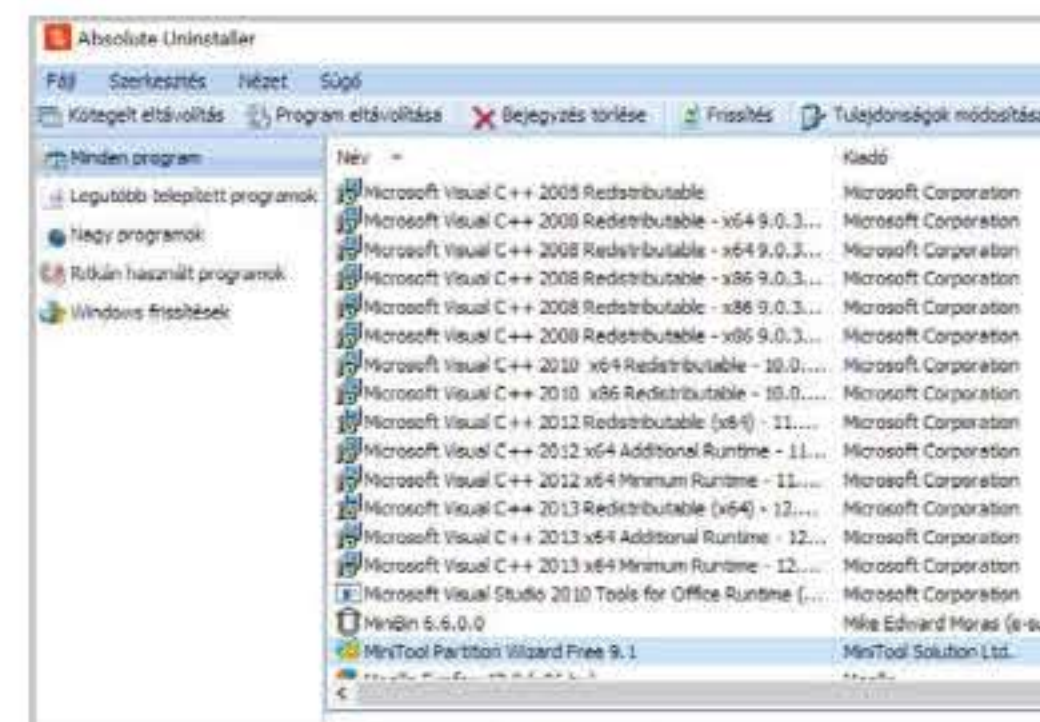 Absolute Uninstaller
Fájl Szerkesztés Nézet Súgó
Kötegelt eltávolítás Program eltávolítása Bejegyzés törlése Frissítés Tulajdonságok módosítása
Minden program
Legutóbb telepített programok
Nagy programok
Ritkán használt programok
Windows frissítések
Név Kiadó
Microsoft Visual C++ 2005 Redistributable Microsoft Corporation
Microsoft Visual C++ 2008 Redistributable - x64 9.0.3... Microsoft Corporation
Microsoft Visual C++ 2008 Redistributable - x64 9.0.3... Microsoft Corporation
Microsoft Visual C++ 2008 Redistributable - x86 9.0.3... Microsoft Corporation
Microsoft Visual C++ 2008 Redistributable - x86 9.0.3... Microsoft Corporation
Microsoft Visual C++ 2008 Redistributable - x86 9.0.3... Microsoft Corporation
Microsoft Visual C++ 2010 x64 Redistributable - 10.0.... Microsoft Corporation
Microsoft Visual C++ 2010 x86 Redistributable - 10.0.... Microsoft Corporation
Microsoft Visual C++ 2012 Redistributable (x64) - 11.... Microsoft Corporation
Microsoft Visual C++ 2012 x64 Additional Runtime - 11... Microsoft Corporation
Microsoft Visual C++ 2012 x64 Minimum Runtime - 11.... Microsoft Corporation
Microsoft Visual C++ 2013 Redistributable (x64) - 12.... Microsoft Corporation
Microsoft Visual C++ 2013 x64 Additional Runtime - 12... Microsoft Corporation
Microsoft Visual C++ 2013 x64 Minimum Runtime - 12.... Microsoft Corporation
Microsoft Visual Studio 2010 Tools for Office Runtime (... Microsoft Corporation
MiniBin 6.6.0.0 Mike Edward Moras (e-su
MiniTool Partition Wizard Free 9.1 MiniTool Solution Ltd.